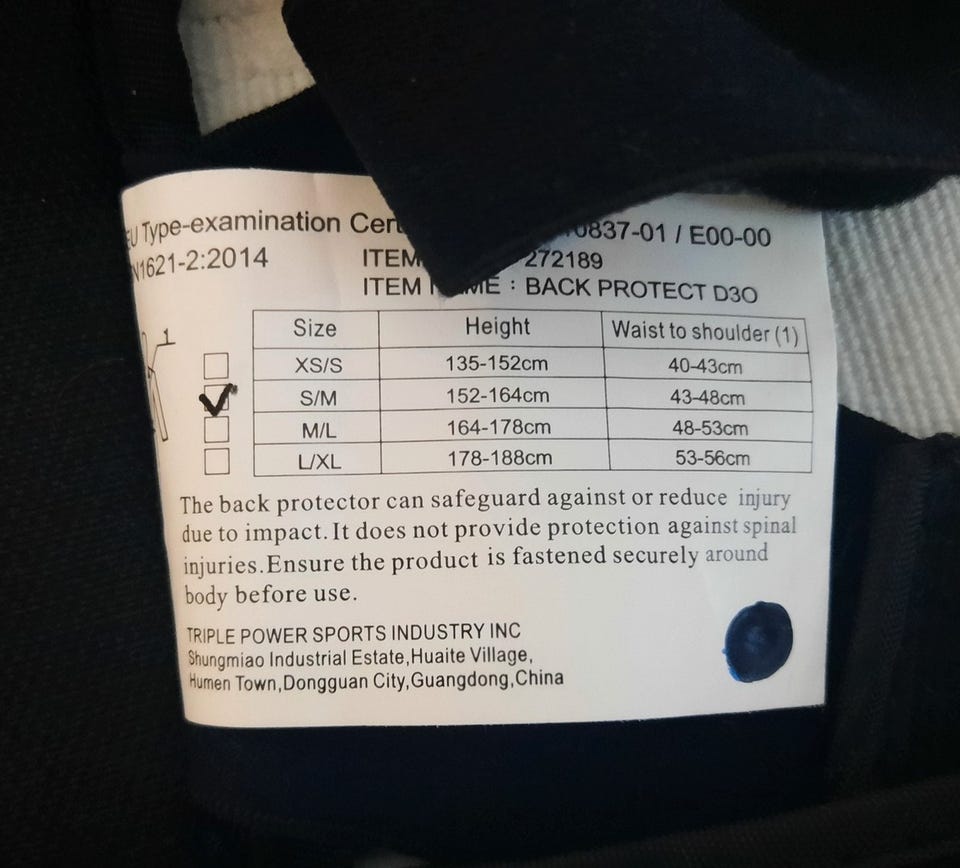 Type-examination 0837-01 / E00-00
1621-2:2014 ITEM 272189
ITEM : BACK PROTECT D3O
1
Size Height Waist to shoulder (1)
XS/S 135-152cm 40-43cm
S/M 152-164cm 43-48cm
M/L 164-178cm 48-53cm
L/XL 178-188cm 53-56cm
The back protector can safeguard against or reduce injury
due to impact. It does not provide protection against spinal
injuries.Ensure the product is fastened securely around
body before use.
TRIPLE POWER SPORTS INDUSTRY INC
Shungmiao Industrial Estate,Huaite Village,
Humen Town,Dongguan City,Guangdong,China